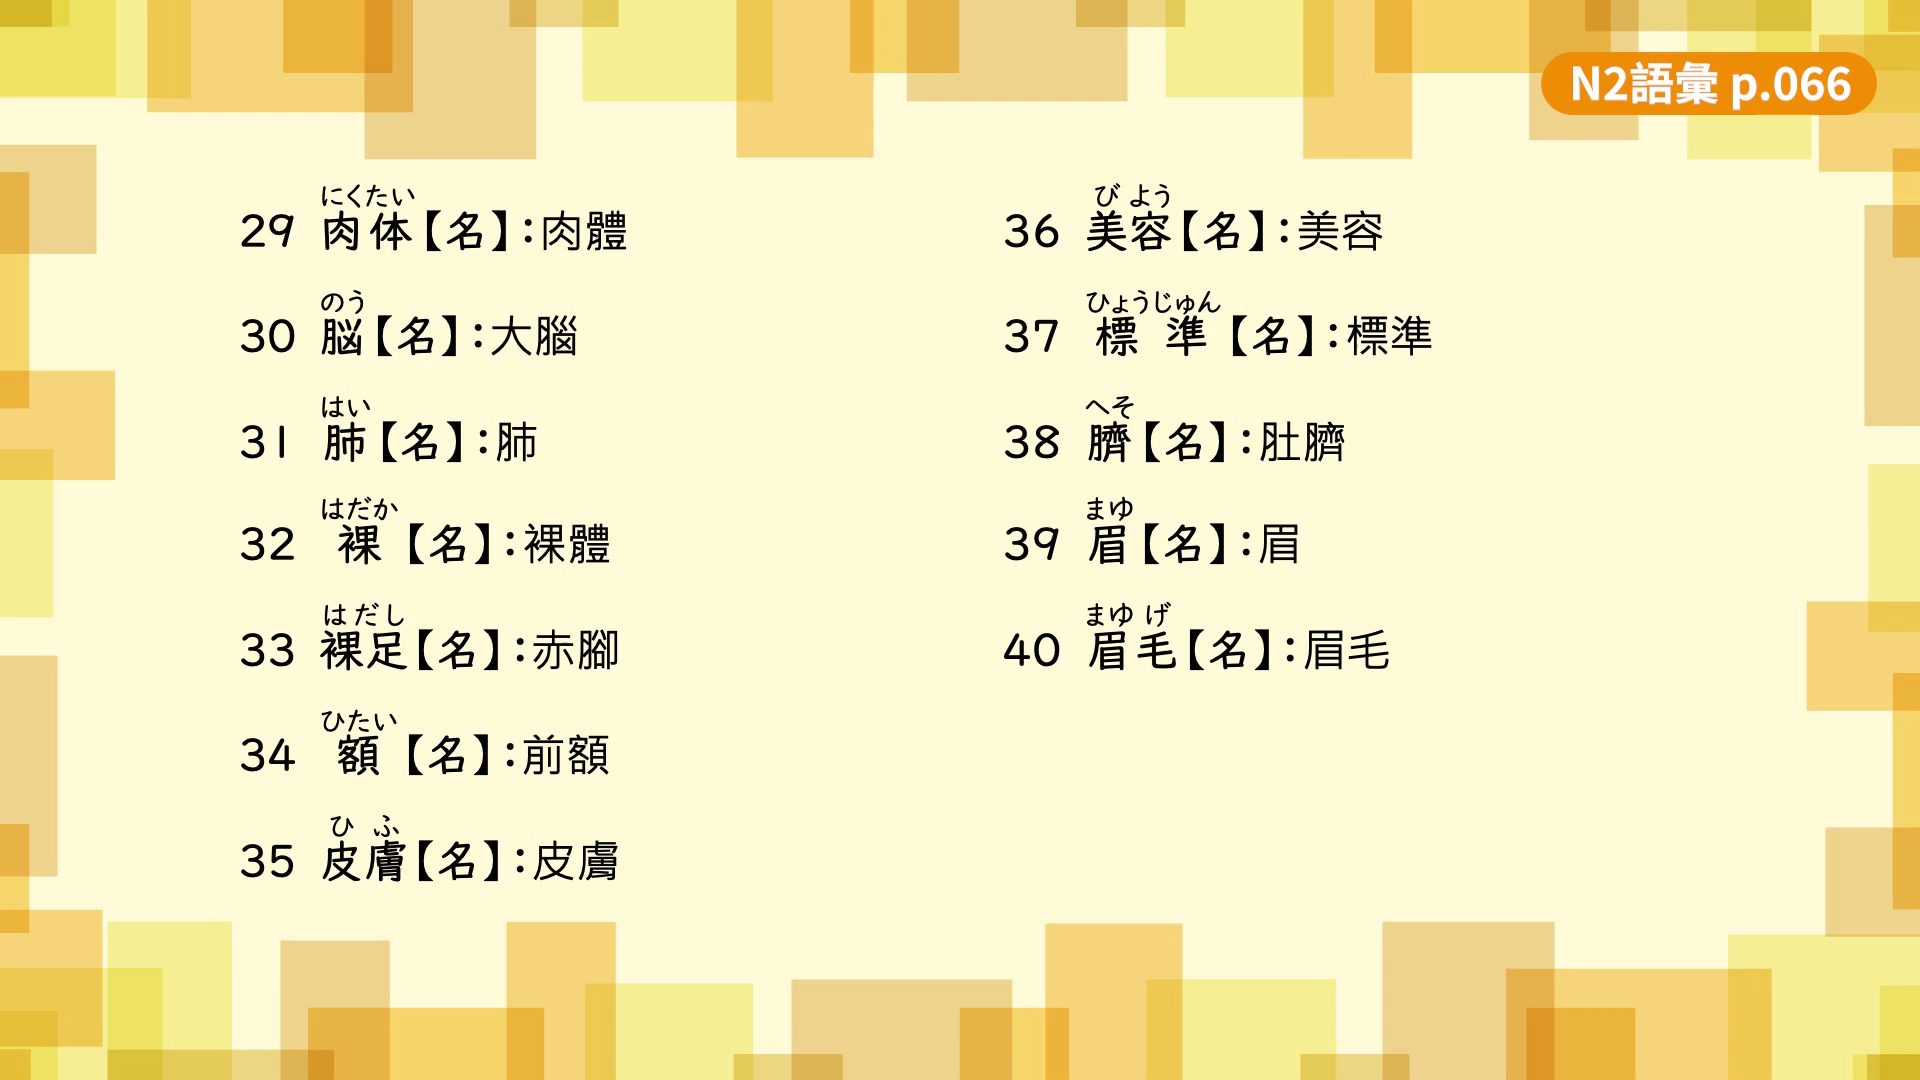 N2語彙 p.066
にくたい
29 肉体【名】：肉體
のう
30 脳【名】：大腦
はい
31 肺【名】：肺
はだか
32 裸【名】：裸體
はだし
33 裸足【名】：赤腳
ひたい
34 額【名】：前額
ひふ
35 皮膚【名】：皮膚
びよう
36 美容【名】：美容
ひょうじゅん
37 標準【名】：標準
へそ
38 臍【名】：肚臍
まゆ
39 眉【名】：眉
まゆげ
40 眉毛【名】：眉毛